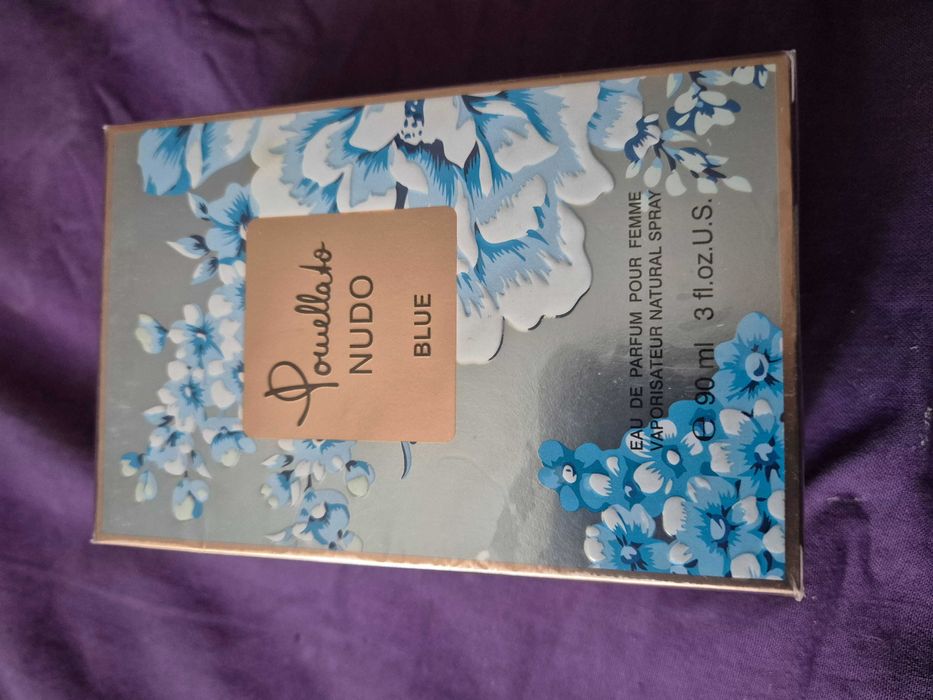 Pomellato
NUDO
BLUE
EAU DE PARFUM POUR FEMME
VAPORISATEUR NATURAL SPRAY
℮ 90 ml 3 fl.oz.U.S.